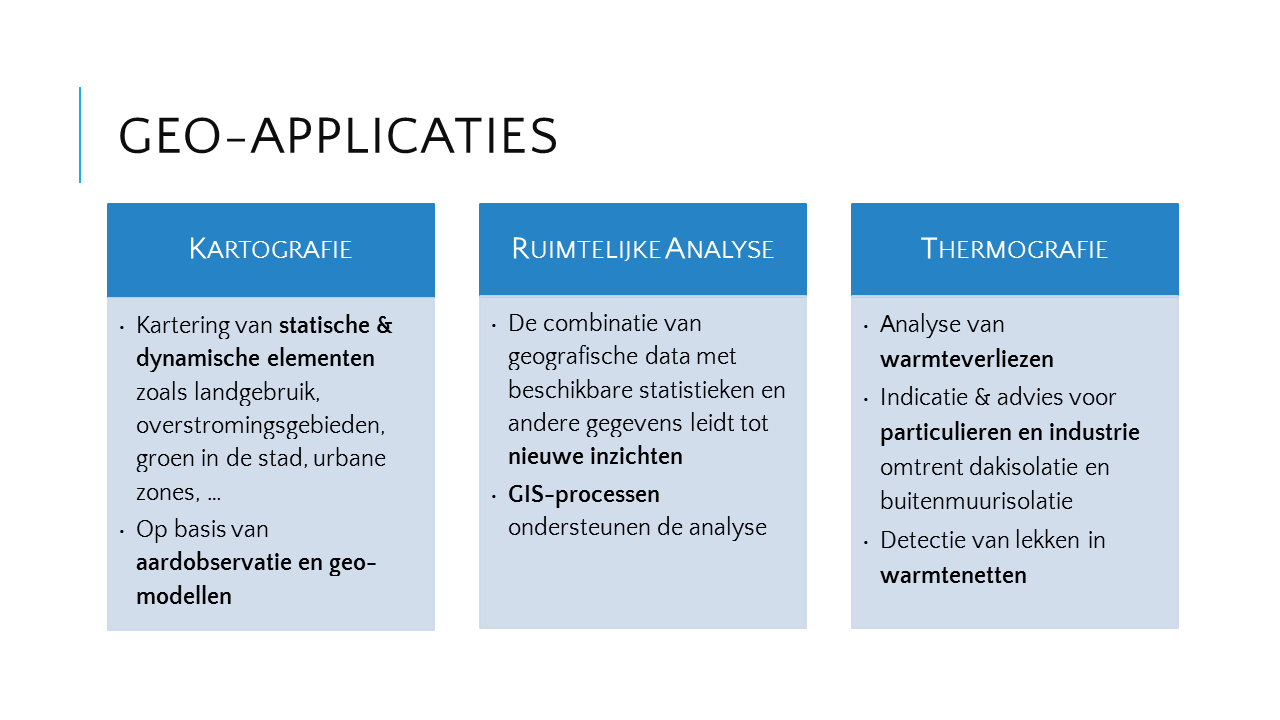 GEO-APPLICATIES
KARTOGRAFIE
• Kartering van statische &
dynamische elementen
zoals landgebruik,
overstromingsgebieden,
groen in de stad, urbane
zones, ...
• Op basis van
aardobservatie en geo-
modellen
RUIMTELIJKE ANALYSE
• De combinatie van
geografische data met
beschikbare statistieken en
andere gegevens leidt tot
nieuwe inzichten
• GIS-processen
ondersteunen de analyse
THERMOGRAFIE
• Analyse van
warmteverliezen
• Indicatie & advies voor
particulieren en industrie
omtrent dakisolatie en
buitenmuurisolatie
• Detectie van lekken in
warmtenetten